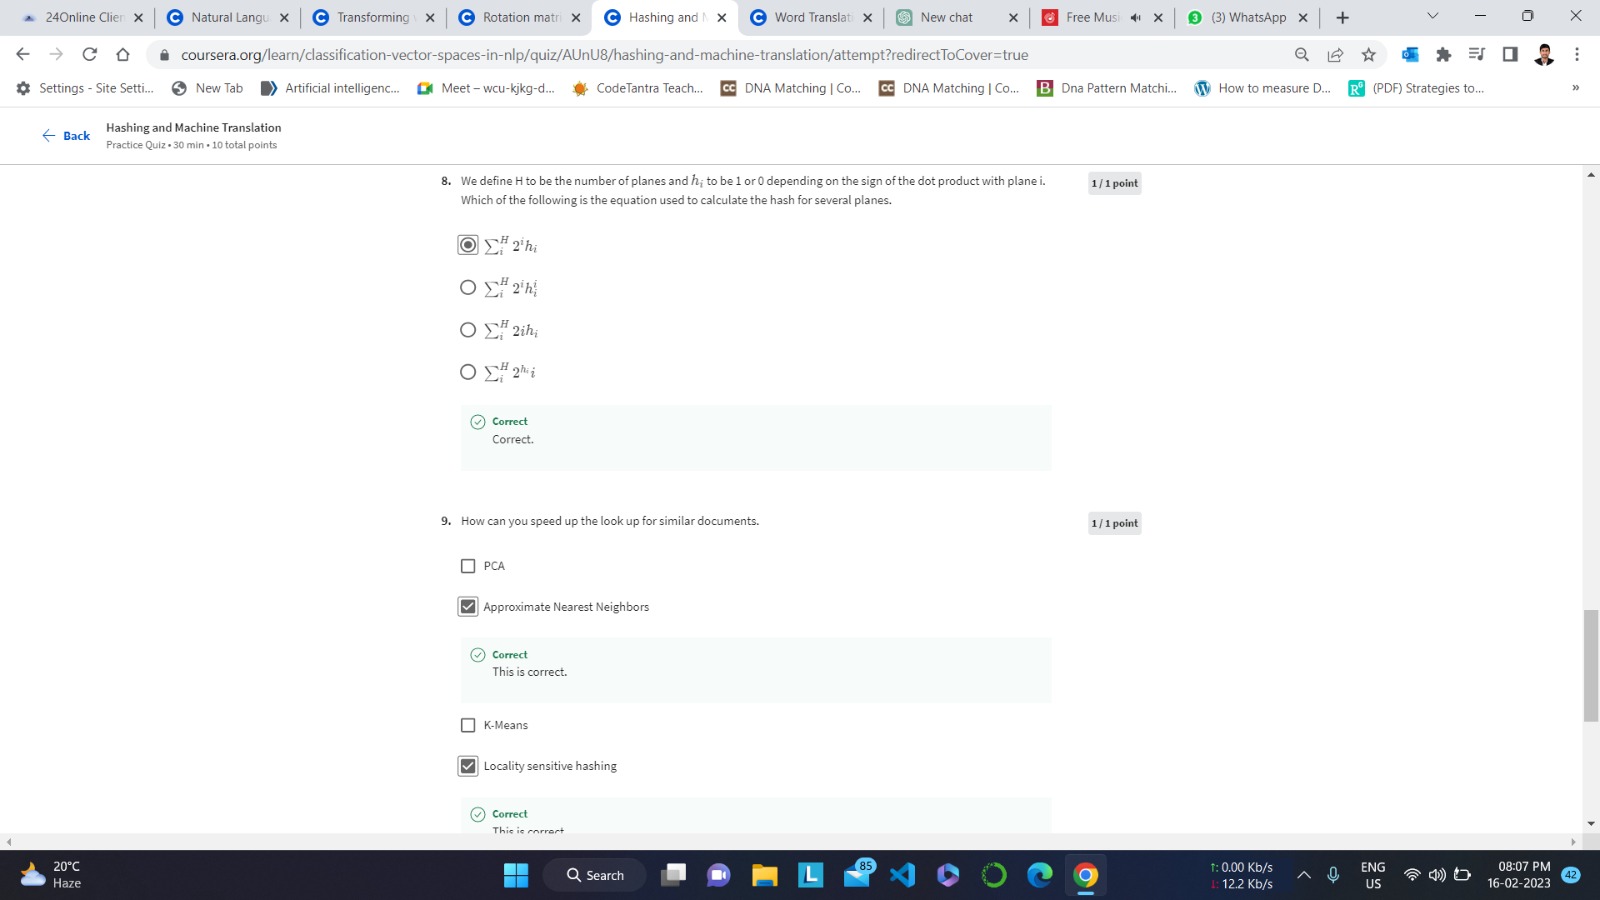 24Online Clien
Natural Langu
Transforming
Rotation matri
Hashing and M
Word Translat
New chat
Free Musi
(3) WhatsApp
coursera.org/learn/classification-vector-spaces-in-nlp/quiz/AUnU8/hashing-and-machine-translation/attempt?redirectToCover=true
Settings - Site Setti...
New Tab
Artificial intelligenc...
Meet – wcu-kjkg-d...
CodeTantra Teach...
CC DNA Matching | Co...
CC DNA Matching | Co...
B Dna Pattern Matchi...
How to measure D...
(PDF) Strategies to...
»
Back
Hashing and Machine Translation
Practice Quiz • 30 min • 10 total points
8. We define H to be the number of planes and h_i to be 1 or 0 depending on the sign of the dot product with plane i.
Which of the following is the equation used to calculate the hash for several planes.
1 / 1 point
∑_i^H 2^i h_i
∑_i^H 2^i h_i^i
∑_i^H 2ih_i
∑_i^H 2^{h_i} i
Correct
Correct.
9. How can you speed up the look up for similar documents.
1 / 1 point
PCA
Approximate Nearest Neighbors
Correct
This is correct.
K-Means
Locality sensitive hashing
Correct
This is correct.
20°C
Haze
Search
85
↑: 0.00 Kb/s
↓: 12.2 Kb/s
ENG
US
08:07 PM
16-02-2023
42